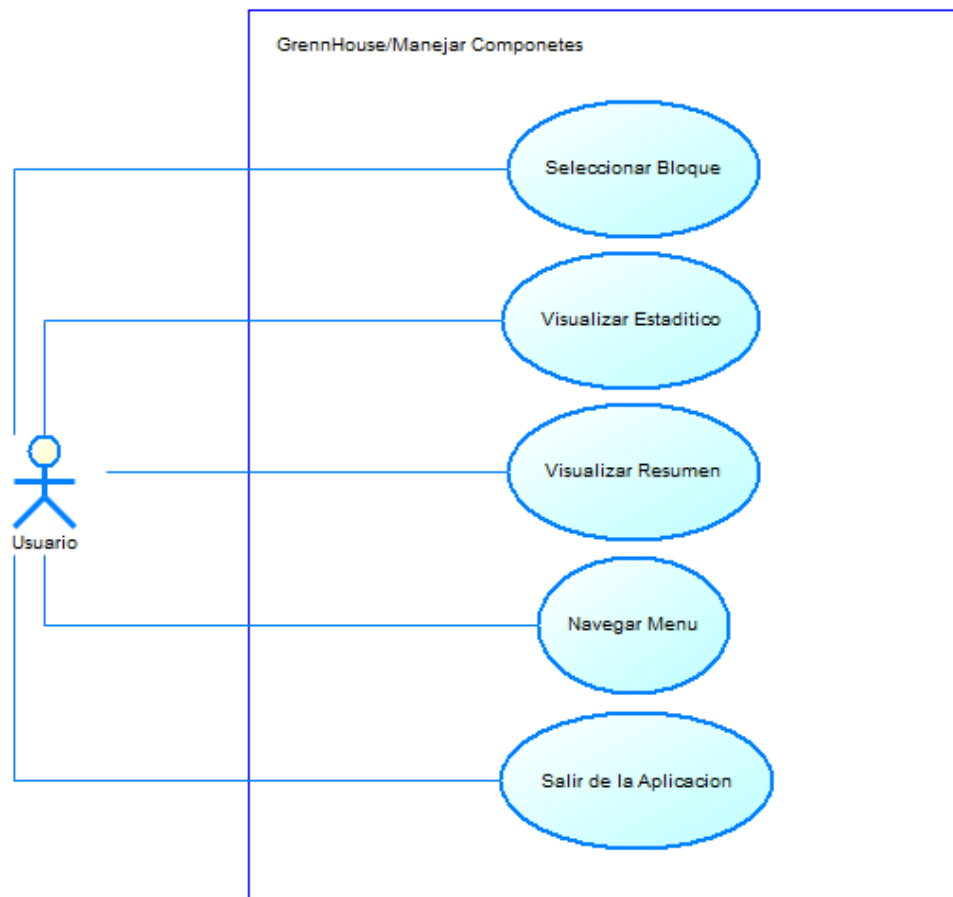 GrennHouse/Manejar Componetes
Seleccionar Bloque
Visualizar Estaditico
Visualizar Resumen
Usuario
Navegar Menu
Salir de la Aplicacion